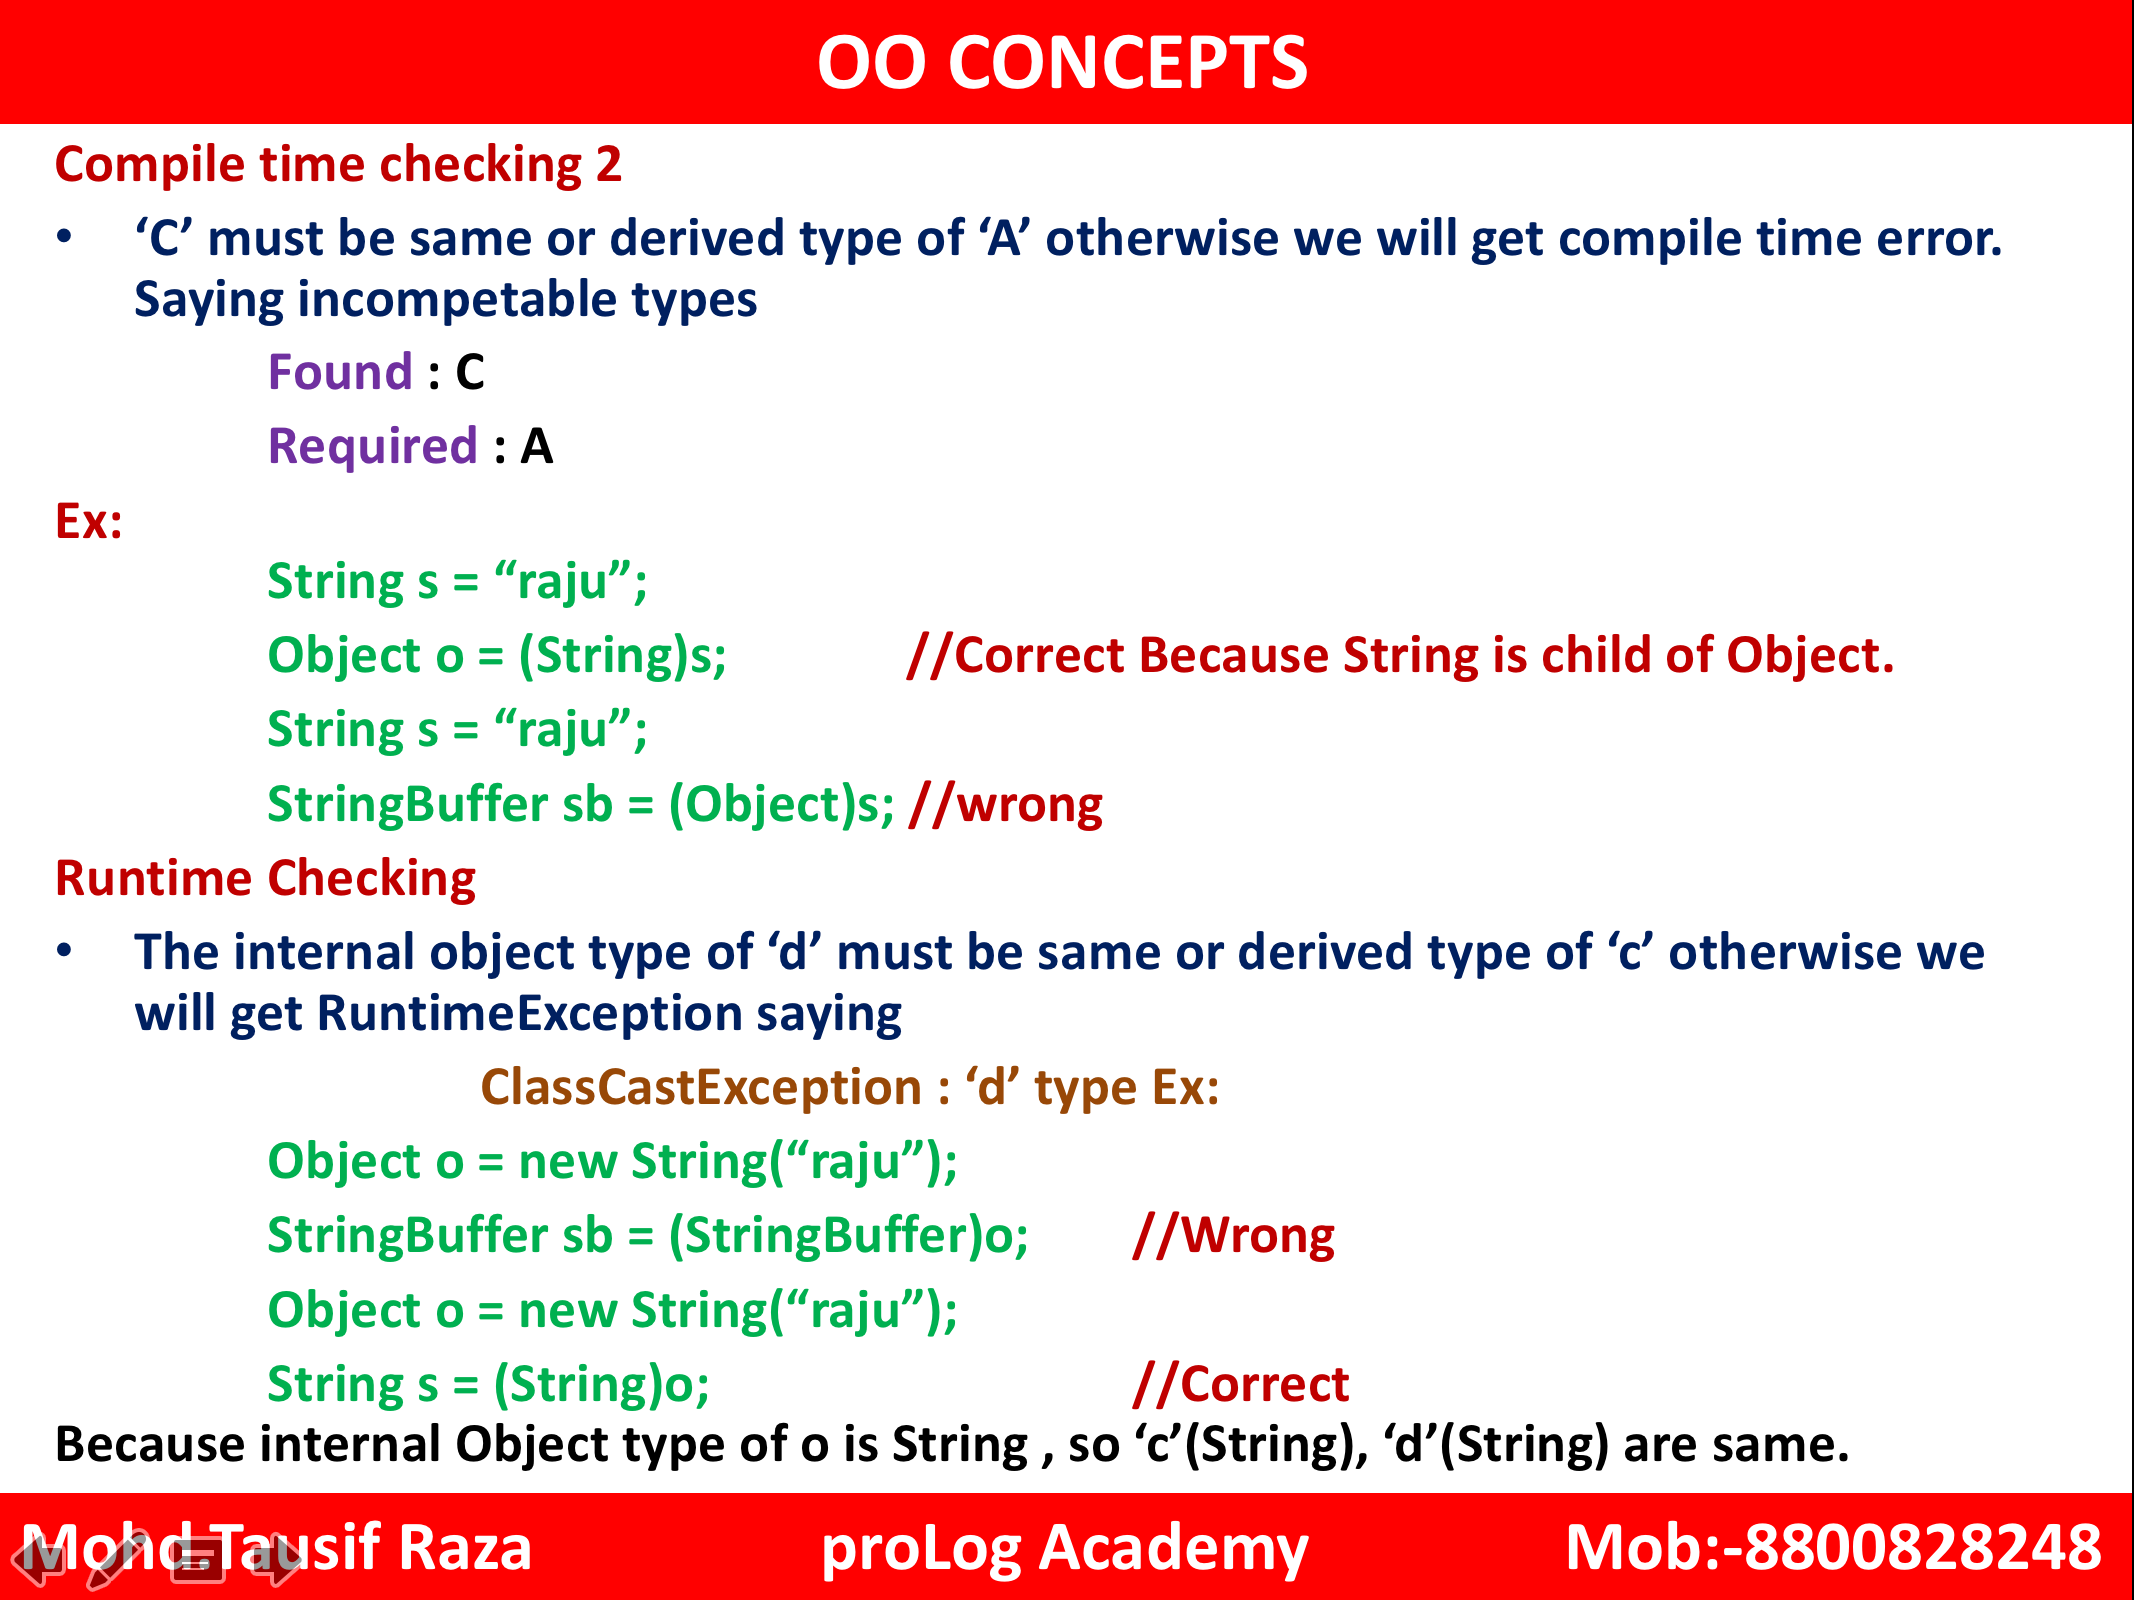 OO CONCEPTS
Compile time checking 2
• ‘C’ must be same or derived type of ‘A’ otherwise we will get compile time error.
Saying incompetable types
Found : C
Required : A
Ex:
String s = “raju”;
Object o = (String)s; //Correct Because String is child of Object.
String s = “raju”;
StringBuffer sb = (Object)s; //wrong
Runtime Checking
• The internal object type of ‘d’ must be same or derived type of ‘c’ otherwise we
will get RuntimeException saying
ClassCastException : ‘d’ type Ex:
Object o = new String(“raju”);
StringBuffer sb = (StringBuffer)o; //Wrong
Object o = new String(“raju”);
String s = (String)o; //Correct
Because internal Object type of o is String , so ‘c’(String), ‘d’(String) are same.
Mohd.Tausif Raza proLog Academy Mob:-8800828248